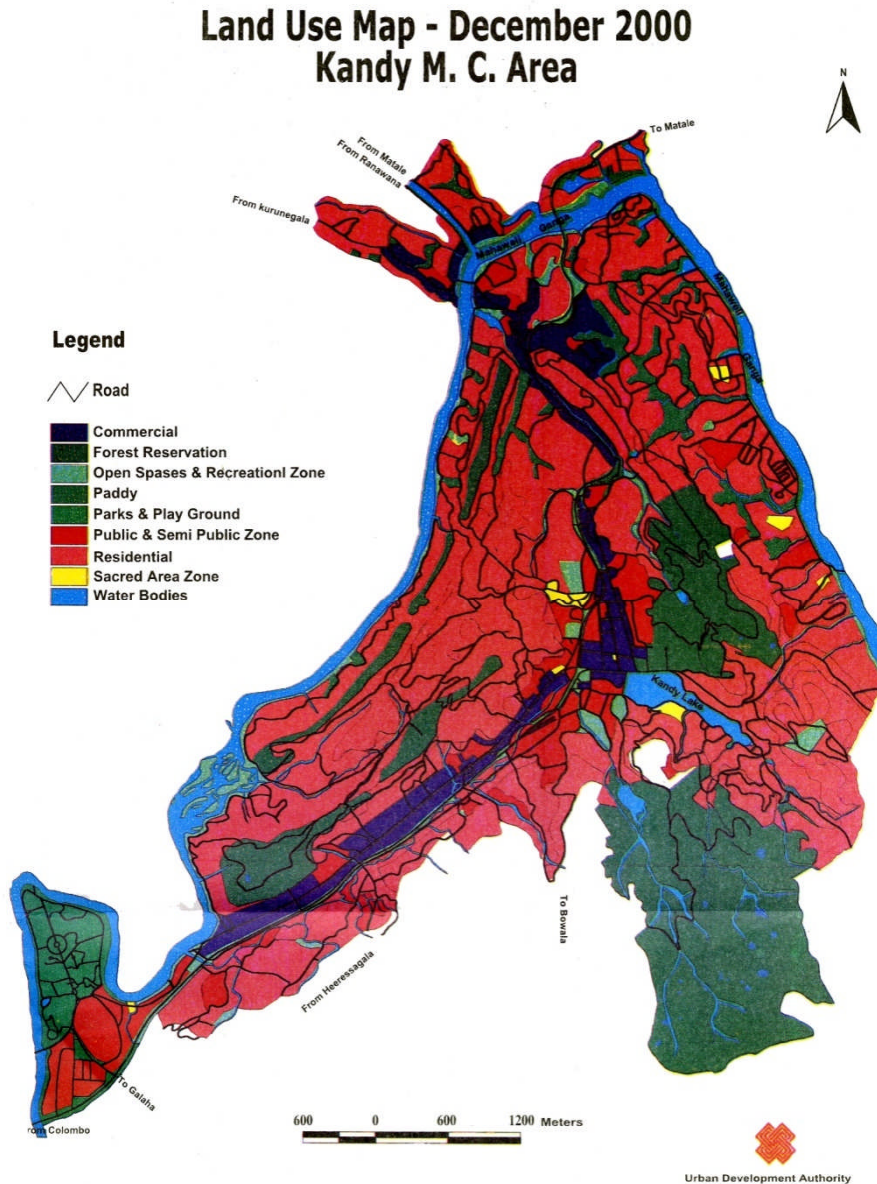 Land Use Map - December 2000
Kandy M. C. Area
N
To Matale
From Matale
From Ranawana
From kurunegala
Mahaweli Ganga
Mahaweli
Ganga
Legend
Road
Commercial
Forest Reservation
Open Spases & Recreationl Zone
Paddy
Parks & Play Ground
Public & Semi Public Zone
Residential
Sacred Area Zone
Water Bodies
Kandy Lake
To Bowala
From Heeressagala
To Galaha
rom Colombo
600 0 600 1200 Meters
Urban Development Authority